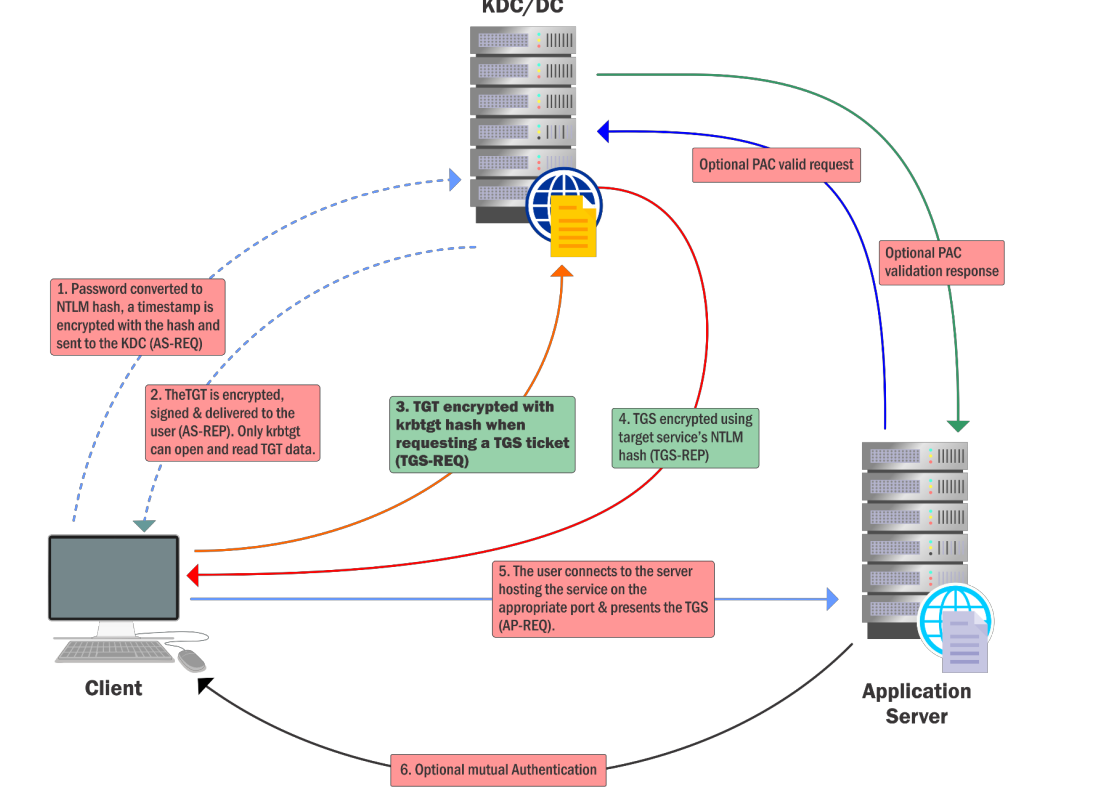 KDC/DC
Optional PAC valid request
Optional PAC
validation response
1. Password converted to
NTLM hash, a timestamp is
encrypted with the hash and
sent to the KDC (AS-REQ)
2. TheTGT is encrypted,
signed & delivered to the
user (AS-REP). Only krbtgt
can open and read TGT data.
3. TGT encrypted with
krbtgt hash when
requesting a TGS ticket
(TGS-REQ)
4. TGS encrypted using
target service's NTLM
hash (TGS-REP)
5. The user connects to the server
hosting the service on the
appropriate port & presents the TGS
(AP-REQ).
Client
Application
Server
6. Optional mutual Authentication